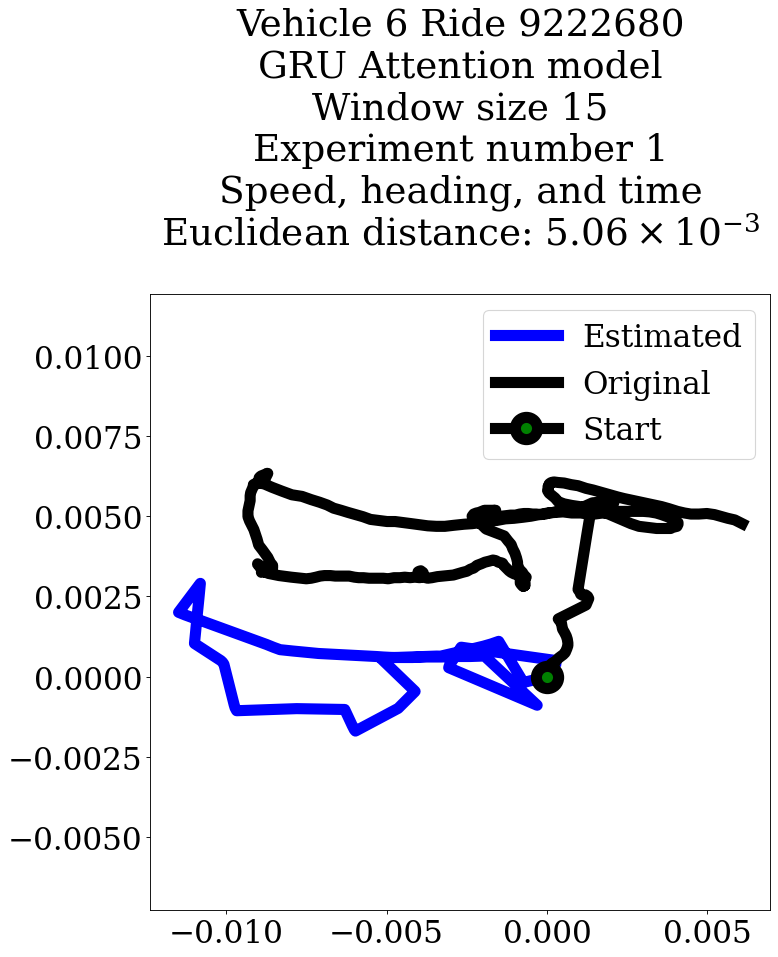 Vehicle 6 Ride 9222680
GRU Attention model
Window size 15
Experiment number 1
Speed, heading, and time
Euclidean distance: 5.06 × 10⁻³
Estimated
Original
Start
0.0100
0.0075
0.0050
0.0025
0.0000
−0.0025
−0.0050
−0.010 −0.005 0.000 0.005